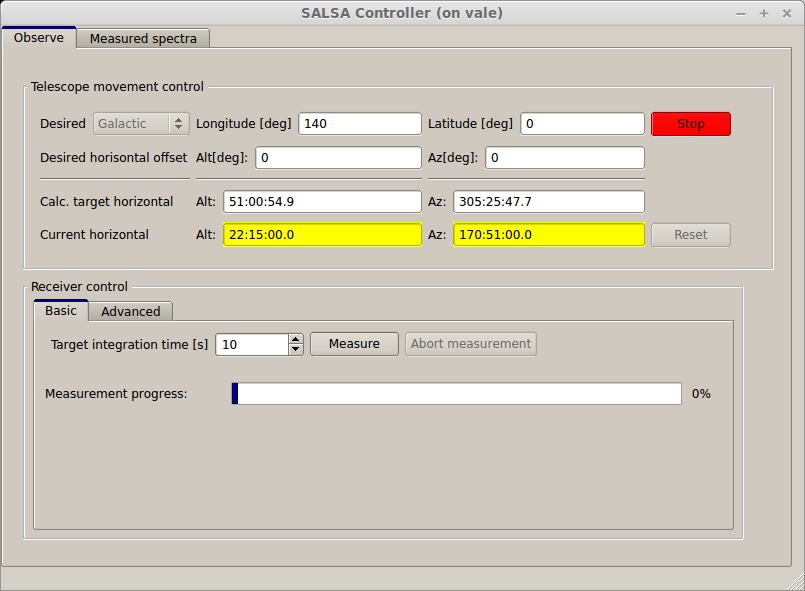 SALSA Controller (on vale)
Observe Measured spectra
Telescope movement control
Desired Galactic Longitude [deg] 140 Latitude [deg] 0 Stop
Desired horisontal offset Alt[deg]: 0 Az[deg]: 0
Calc. target horizontal Alt: 51:00:54.9 Az: 305:25:47.7
Current horizontal Alt: 22:15:00.0 Az: 170:51:00.0 Reset
Receiver control
Basic Advanced
Target integration time [s] 10 Measure Abort measurement
Measurement progress: 0%